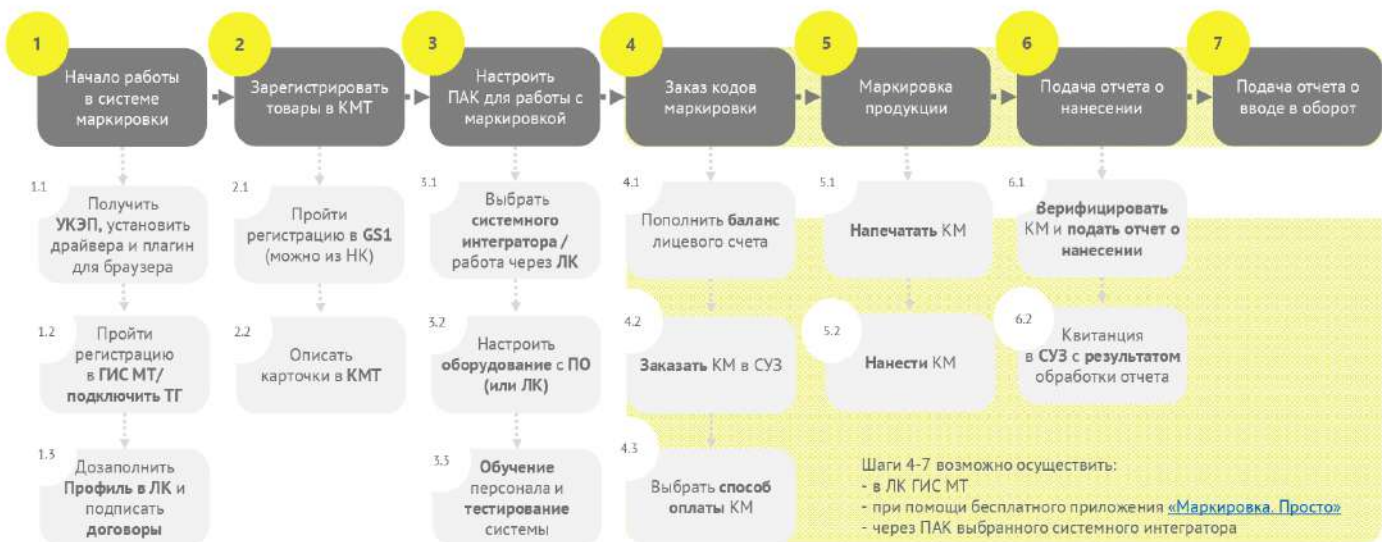 1
Начало работы
в системе
маркировки
2
Зарегистрировать
товары в КМТ
3
Настроить
ПАК для работы с
маркировкой
4
Заказ кодов
маркировки
5
Маркировка
продукции
6
Подача отчета о
нанесении
7
Подача отчета о
вводе в оборот
1.1
Получить
УКЭП, установить
драйвера и плагин
для браузера
1.2
Пройти
регистрацию
в ГИС МТ/
подключить ТГ
1.3
Дозаполнить
Профиль в ЛК и
подписать
договоры
2.1
Пройти
регистрацию в GS1
(можно из НК)
2.2
Описать
карточки в КМТ
3.1
Выбрать
системного
интегратора /
работа через ЛК
3.2
Настроить
оборудование с ПО
(или ЛК)
3.3
Обучение
персонала и
тестирование
системы
4.1
Пополнить баланс
лицевого счета
4.2
Заказать КМ в СУЗ
4.3
Выбрать способ
оплаты КМ
5.1
Напечатать КМ
5.2
Нанести КМ
6.1
Верифицировать
КМ и подать отчет о
нанесении
6.2
Квитанция
в СУЗ с результатом
обработки отчета
Шаги 4-7 возможно осуществить:
- в ЛК ГИС МТ
- при помощи бесплатного приложения «Маркировка. Просто»
- через ПАК выбранного системного интегратора